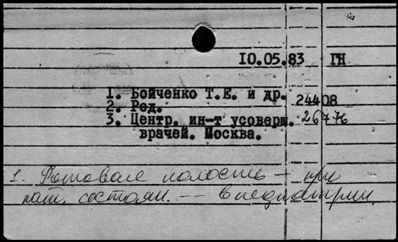 10.05.83 ГН
1. Бойченко Т.Е. и др. 24408
2. Ред.
3. Центр. ин-т усоверш. 26776
врачей. Москва.
1. Ротовая полость - при
пат. состоян. -- в педиатрии.